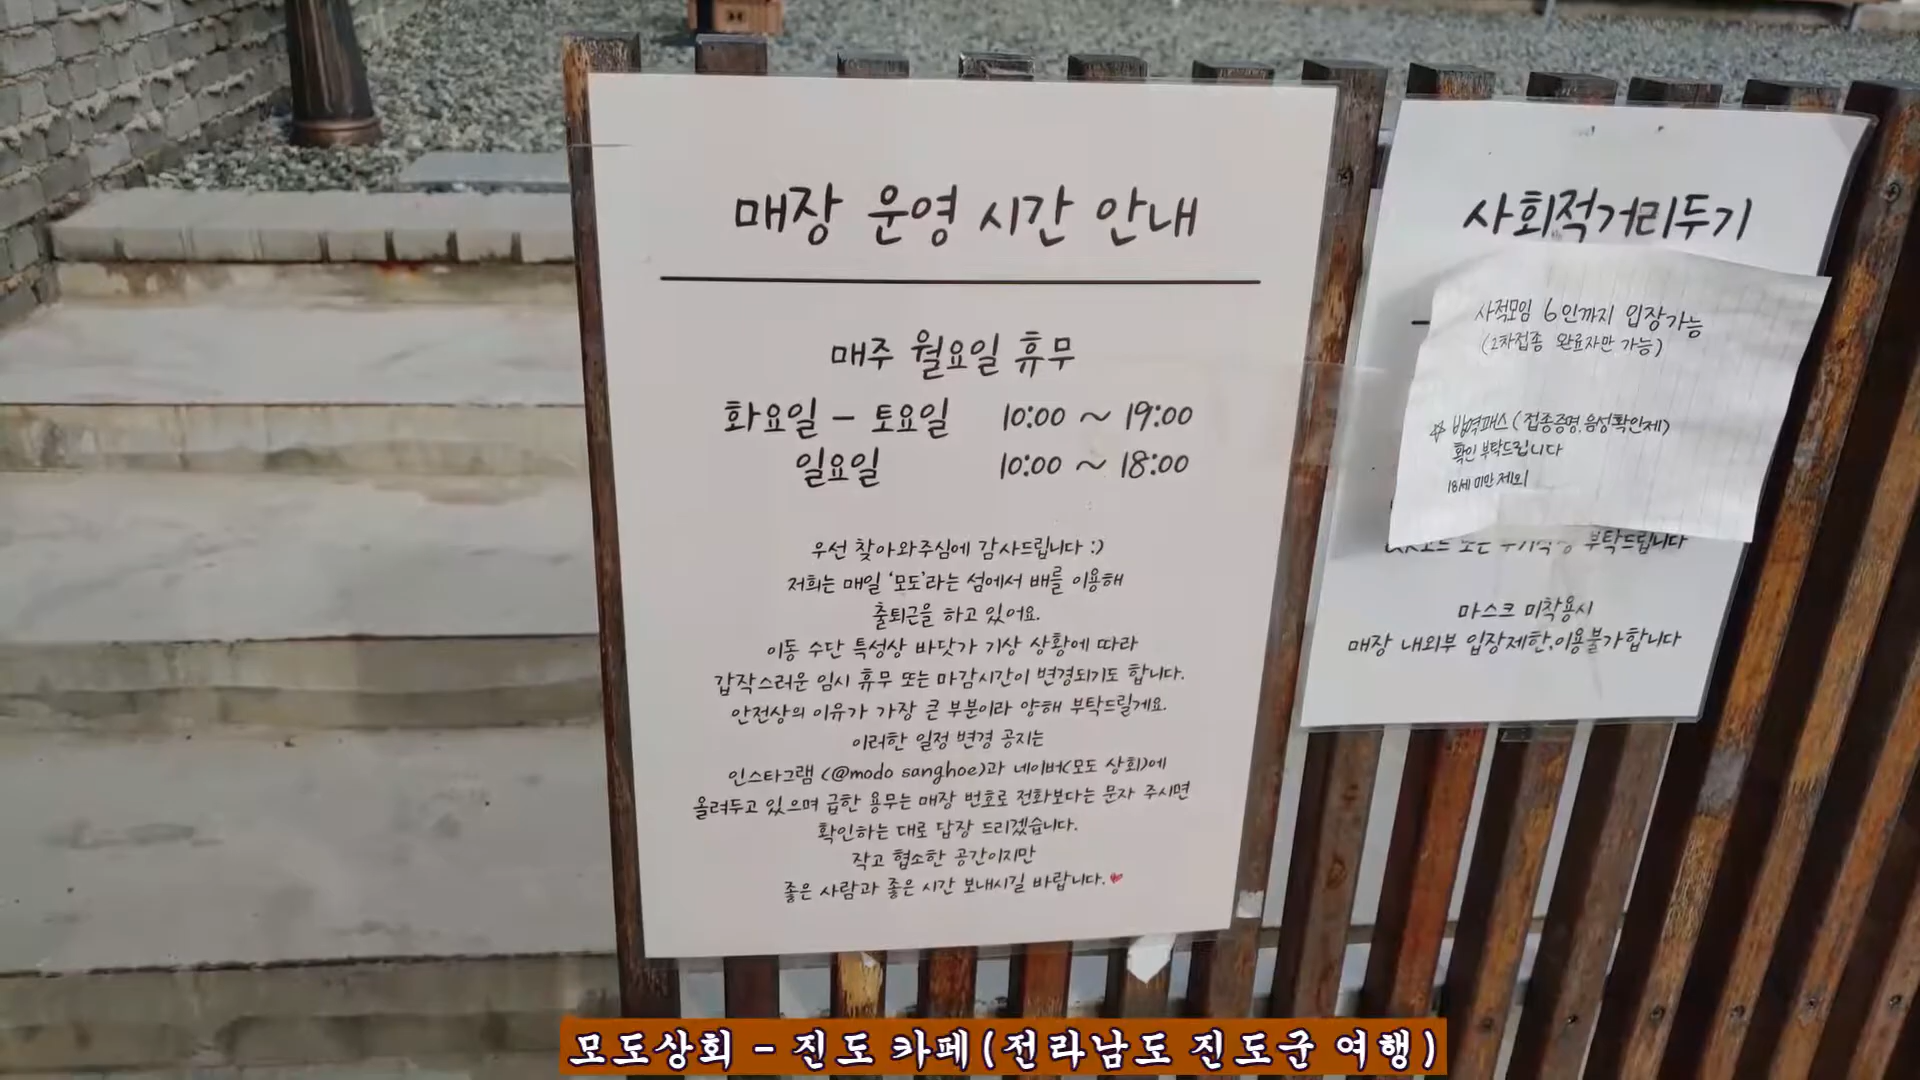 매장 운영 시간 안내
매주 월요일 휴무
화요일 - 토요일 10:00 ~ 19:00
일요일 10:00 ~ 18:00
우선 찾아와주심에 감사드립니다 :)
저희는 매일 '모도'라는 섬에서 배를 이용해
출퇴근을 하고 있어요.
이동 수단 특성상 바닷가 기상 상황에 따라
갑작스러운 임시 휴무 또는 마감시간이 변경되기도 합니다.
안전상의 이유가 가장 큰 부분이라 양해 부탁드릴게요.
이러한 일정 변경 공지는
인스타그램 (@modo sanghoe)과 네이버(모도 상회)에
올려두고 있으며 급한 용무는 매장 번호로 전화보다는 문자 주시면
확인하는 대로 답장 드리겠습니다.
작고 협소한 공간이지만
좋은 사람과 좋은 시간 보내시길 바랍니다.♥
사회적거리두기
사적모임 6인까지 입장가능
(2차접종 완료자만 가능)
☆ 방역패스 (접종증명,음성확인제)
확인 부탁드립니다
18세 미만 제외
부탁드립니다
마스크 미착용시
매장 내외부 입장제한,이용불가합니다
모도상회 - 진도 카페(전라남도 진도군 여행)